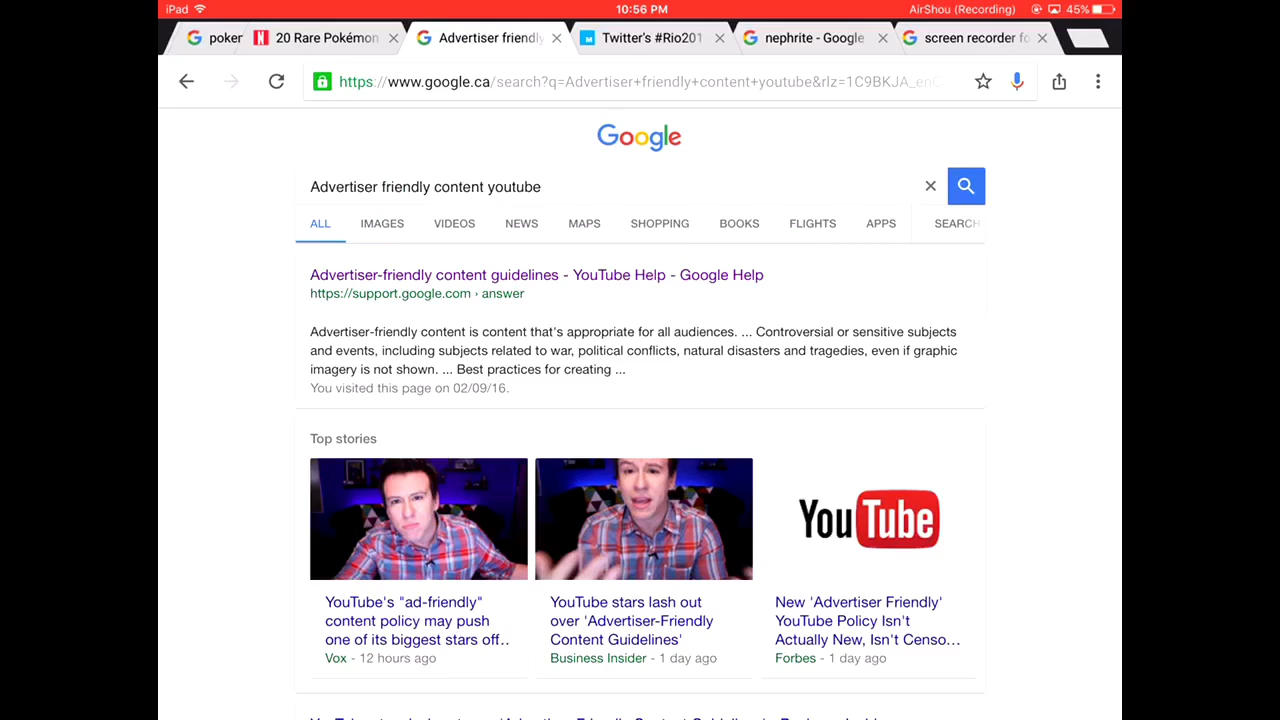 iPad 10:56 PM AirShou (Recording) 45%
poker 20 Rare Pokémon Advertiser friendly Twitter's #Rio201 nephrite - Google screen recorder fo
https://www.google.ca/search?q=Advertiser+friendly+content+youtube&rlz=1C9BKJA_enC
Google
Advertiser friendly content youtube
ALL IMAGES VIDEOS NEWS MAPS SHOPPING BOOKS FLIGHTS APPS SEARCH
Advertiser-friendly content guidelines - YouTube Help - Google Help
https://support.google.com › answer
Advertiser-friendly content is content that's appropriate for all audiences. ... Controversial or sensitive subjects
and events, including subjects related to war, political conflicts, natural disasters and tragedies, even if graphic
imagery is not shown. ... Best practices for creating ...
You visited this page on 02/09/16.
Top stories
YouTube
YouTube's "ad-friendly"
content policy may push
one of its biggest stars off..
Vox - 12 hours ago
YouTube stars lash out
over 'Advertiser-Friendly
Content Guidelines'
Business Insider - 1 day ago
New 'Advertiser Friendly'
YouTube Policy Isn't
Actually New, Isn't Censo...
Forbes - 1 day ago